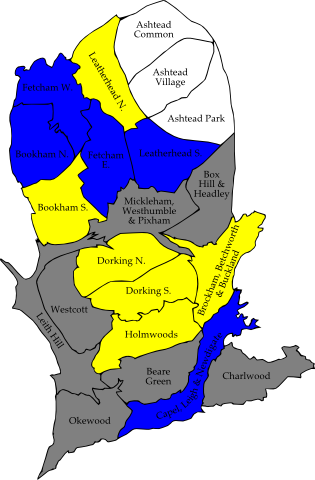 Ashtead
Common
Leatherhead N.
Ashtead
Village
Fetcham W.
Ashtead Park
Bookham N.
Fetcham
E.
Leatherhead S.
Box
Hill &
Headley
Bookham S.
Mickleham,
Westhumble
& Pixham
Dorking N.
Brockham, Betchworth
& Buckland
Dorking S.
Westcott
Leith Hill
Holmwoods
Beare
Green
Charlwood
Capel, Leigh & Newdigate
Okewood